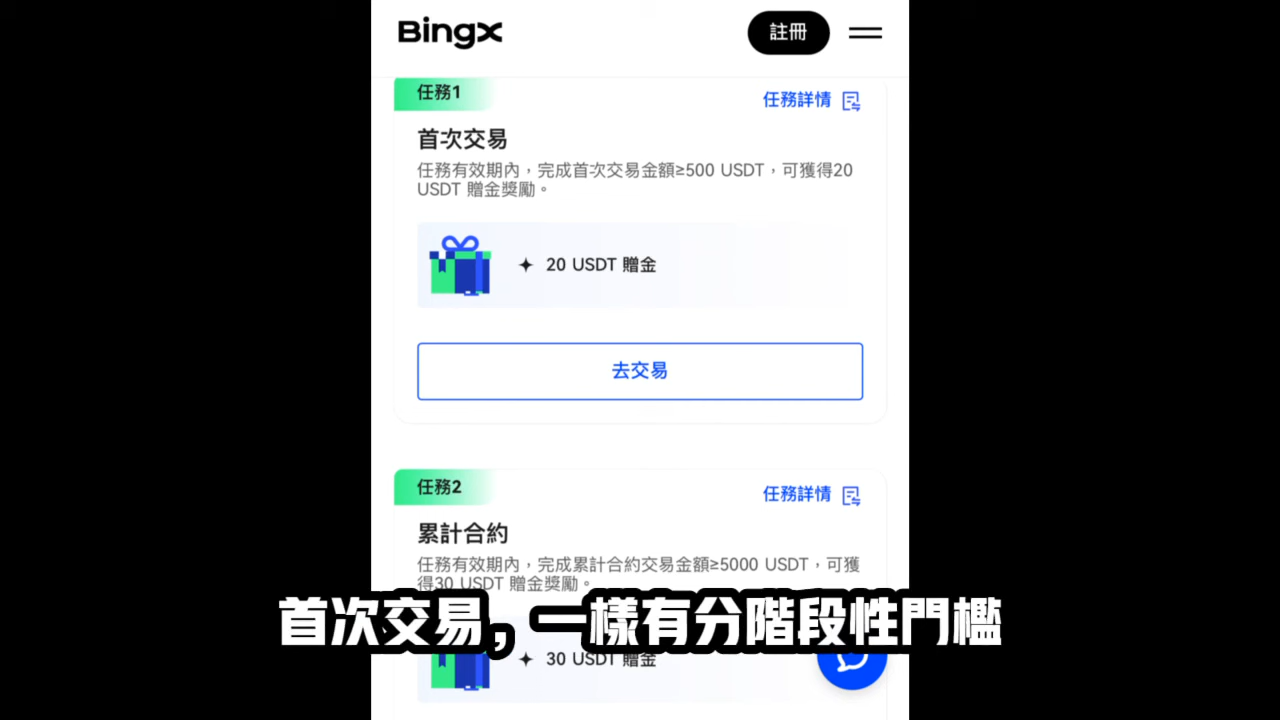 BingX
註冊
任務1
任務詳情
首次交易
任務有效期內，完成首次交易金額≥500 USDT，可獲得20
USDT 贈金獎勵。
20 USDT 贈金
去交易
任務2
任務詳情
累計合約
任務有效期內，完成累計合約交易金額≥5000 USDT，可獲
得30 USDT 贈金獎勵。
首次交易，一樣有分階段性門檻
30 USDT 贈金